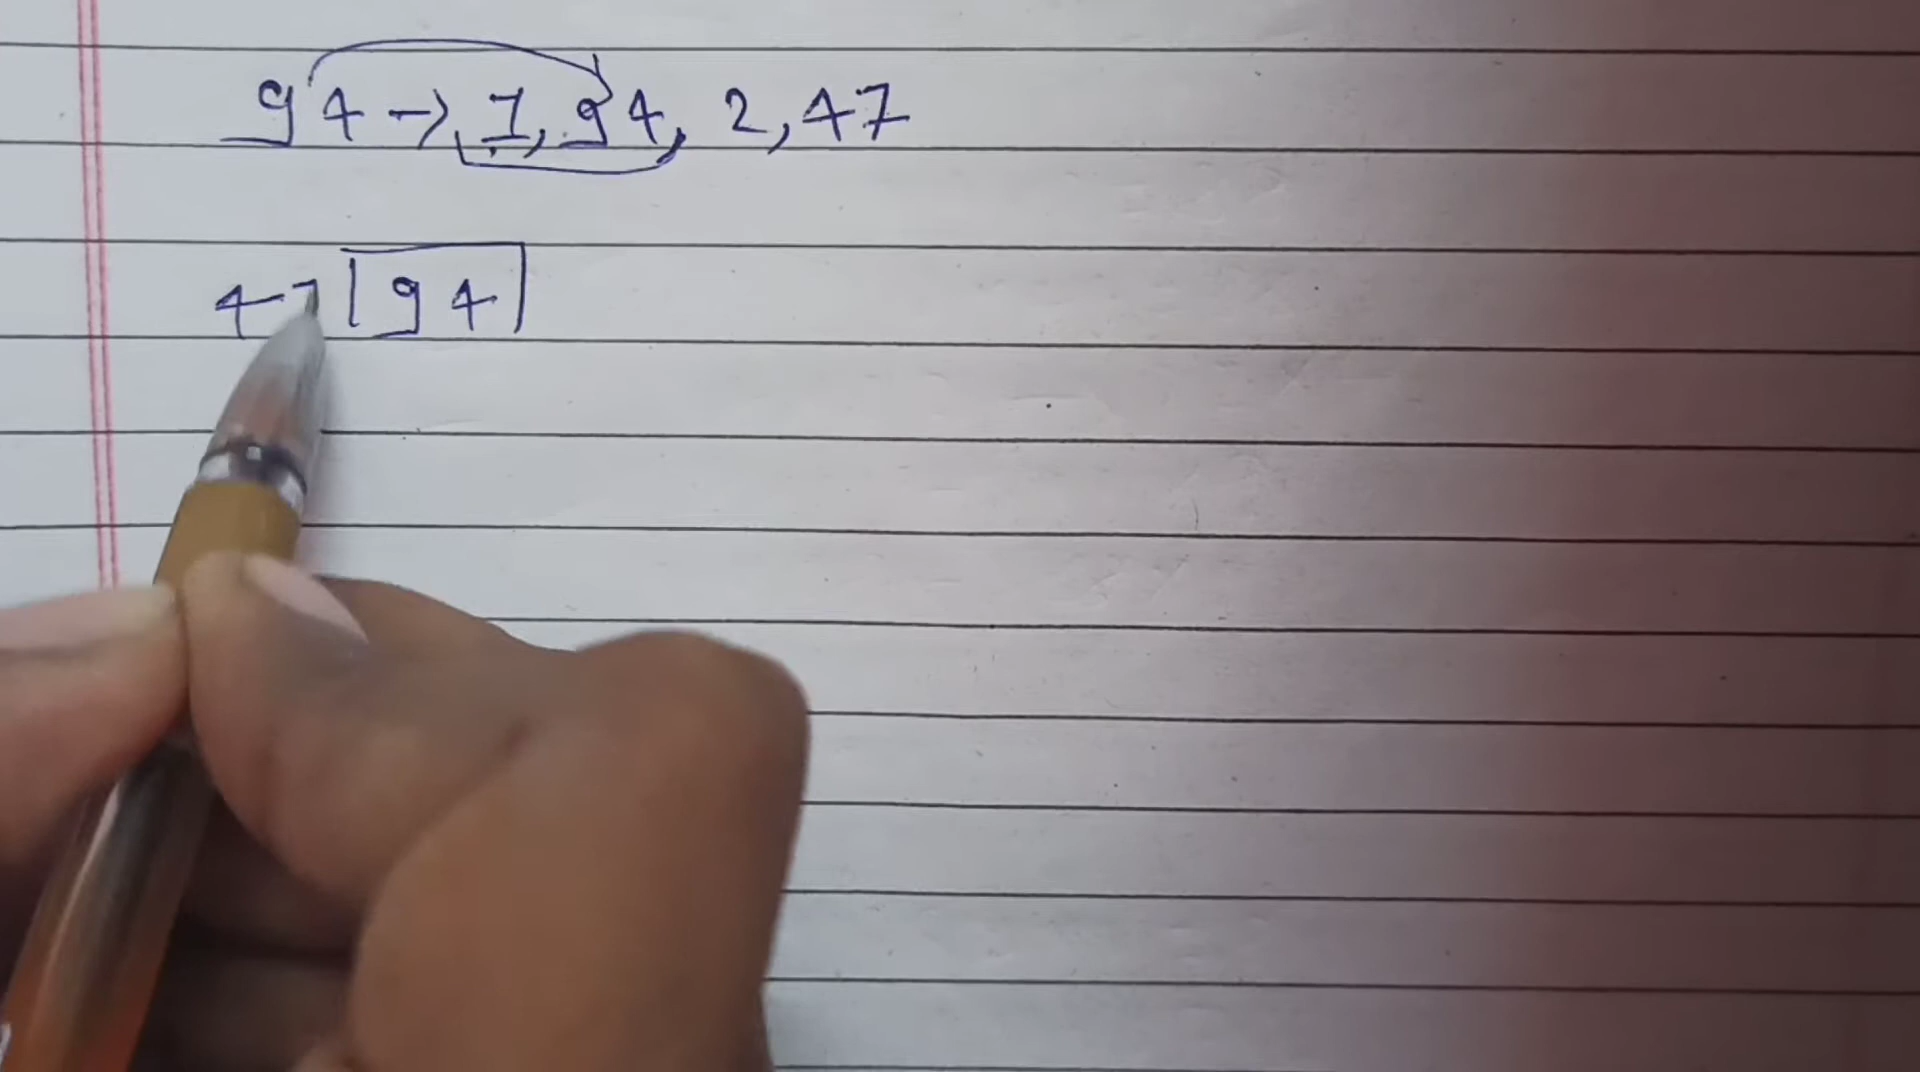 94 → 1, 94, 2, 47
47 | 94 |